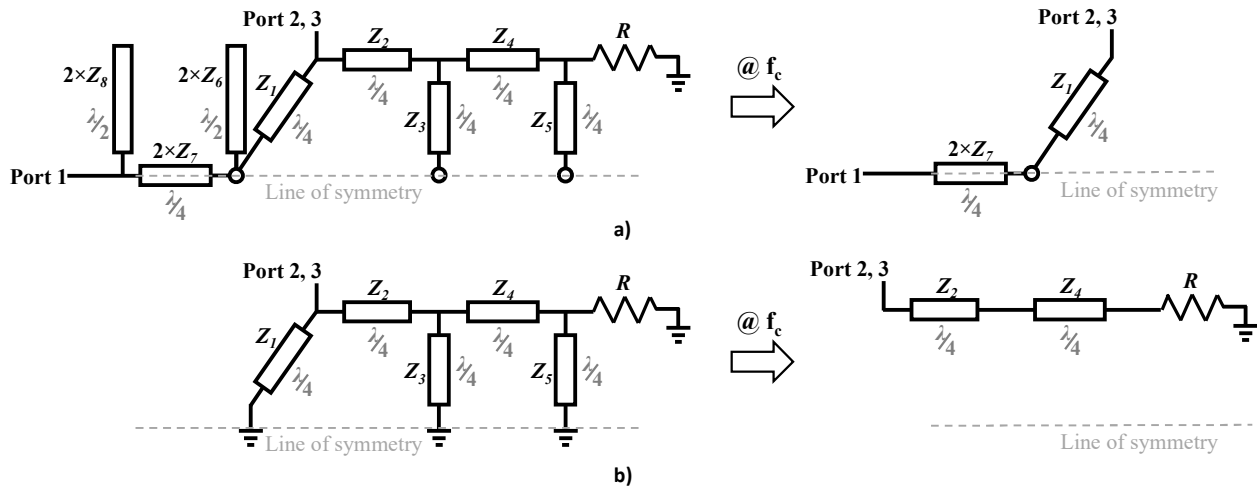 Port 2, 3
2×Z8
λ/2
2×Z6
λ/2
Z1
λ/4
Z2
λ/4
Z4
λ/4
R
Z3
λ/4
Z5
λ/4
Port 1
2×Z7
λ/4
Line of symmetry
@ fc
Port 2, 3
Z1
λ/4
Port 1
2×Z7
λ/4
Line of symmetry
a)
Port 2, 3
Z1
λ/4
Z2
λ/4
Z4
λ/4
R
Z3
λ/4
Z5
λ/4
Line of symmetry
@ fc
Port 2, 3
Z2
λ/4
Z4
λ/4
R
Line of symmetry
b)